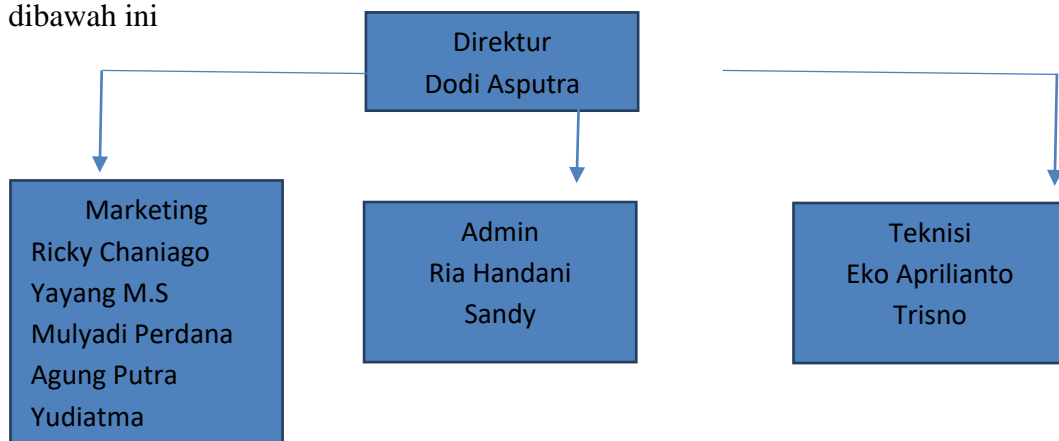 dibawah ini
Direktur
Dodi Asputra
Marketing
Ricky Chaniago
Yayang M.S
Mulyadi Perdana
Agung Putra
Yudiatma
Admin
Ria Handani
Sandy
Teknisi
Eko Aprilianto
Trisno